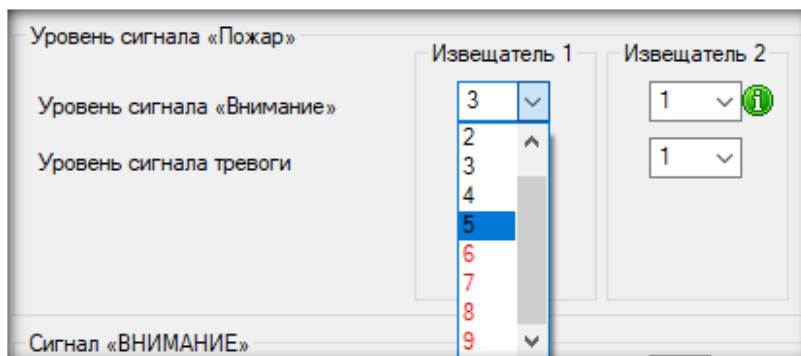 Уровень сигнала «Пожар»
Извещатель 1
Извещатель 2
Уровень сигнала «Внимание»
3
1
Уровень сигнала тревоги
1
2
3
4
5
6
7
8
9
Сигнал «ВНИМАНИЕ»